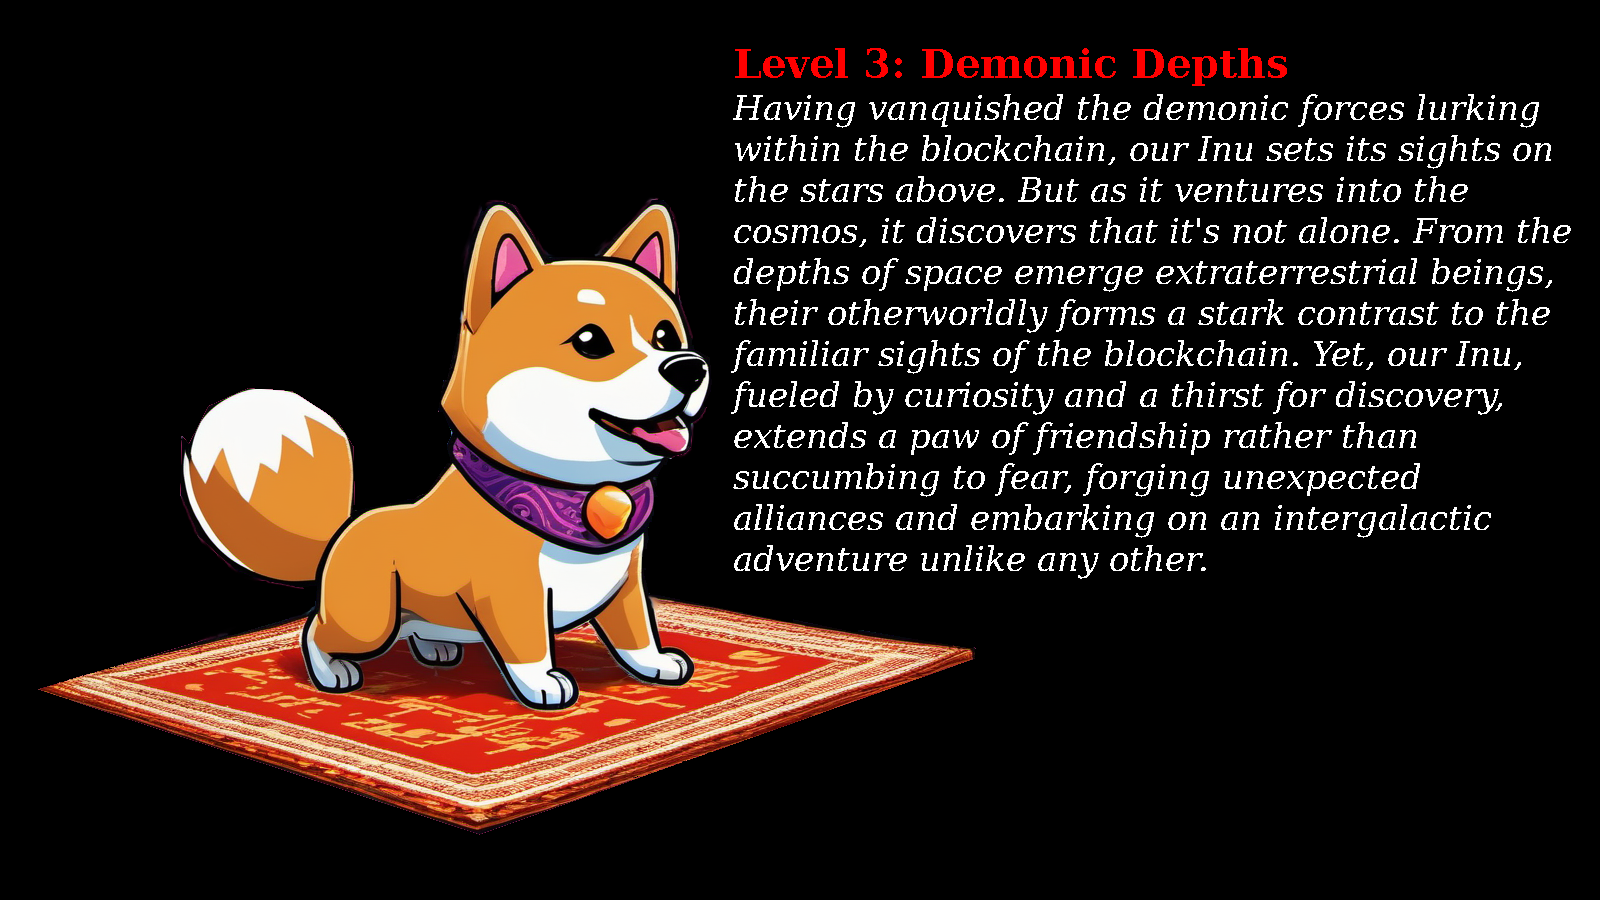 Level 3: Demonic Depths
Having vanquished the demonic forces lurking
within the blockchain, our Inu sets its sights on
the stars above. But as it ventures into the
cosmos, it discovers that it's not alone. From the
depths of space emerge extraterrestrial beings,
their otherworldly forms a stark contrast to the
familiar sights of the blockchain. Yet, our Inu,
fueled by curiosity and a thirst for discovery,
extends a paw of friendship rather than
succumbing to fear, forging unexpected
alliances and embarking on an intergalactic
adventure unlike any other.